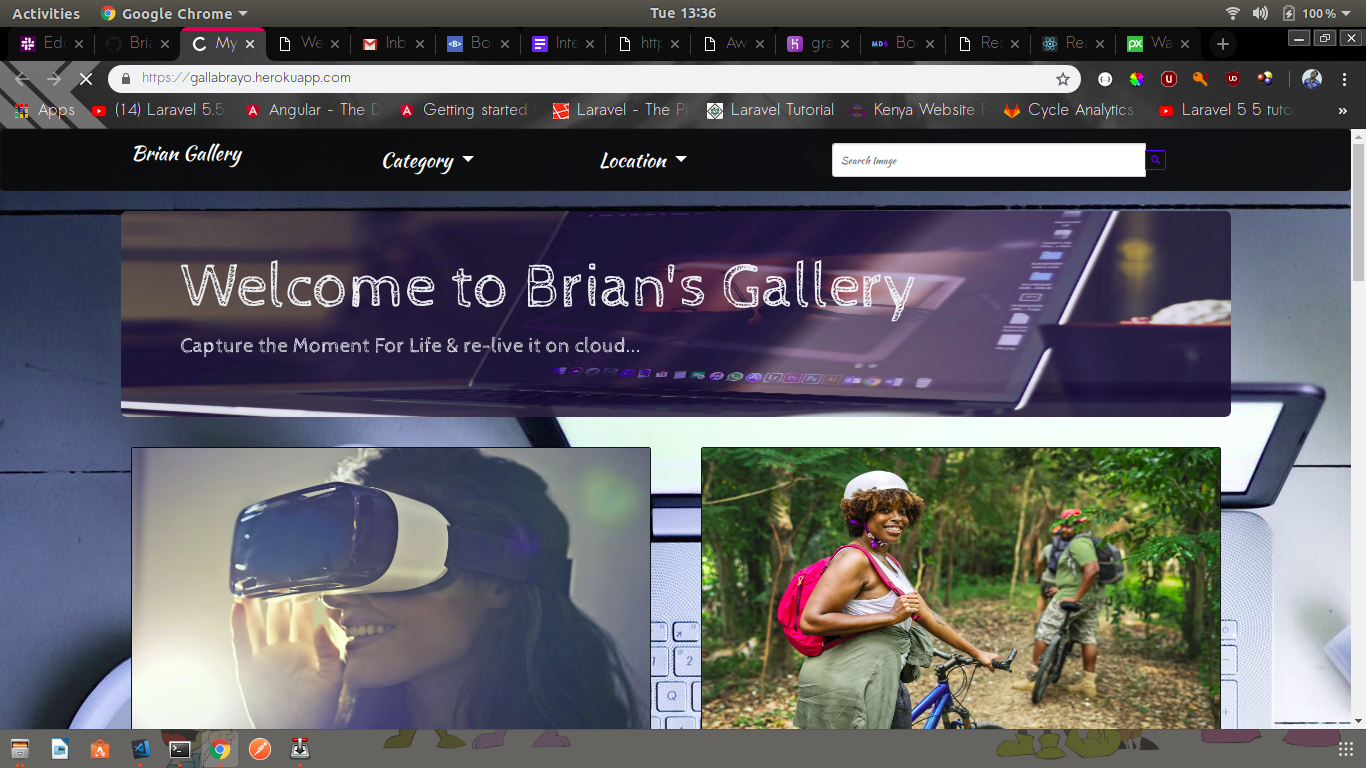 Activities Google Chrome Tue 13:36 100 %
Edo Bria My We Inb Bo Inte http Aw gra Bo Res Rea Wa
https://gallabrayo.herokuapp.com
Apps (14) Laravel 5.5 Angular - The D Getting started Laravel - The Pi Laravel Tutorial Kenya Website Cycle Analytics Laravel 5 5 tuto »
Brian Gallery Category Location Search Image
Welcome to Brian's Gallery
Capture the Moment For Life & re-live it on cloud...